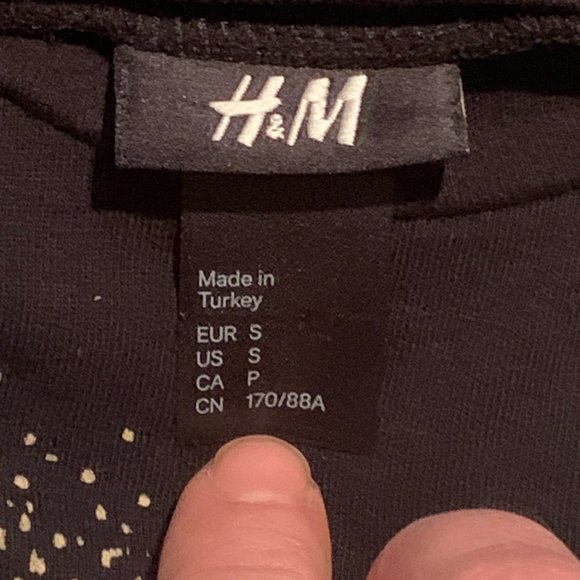 H&M
Made in
Turkey
EUR S
US S
CA P
CN 170/88A